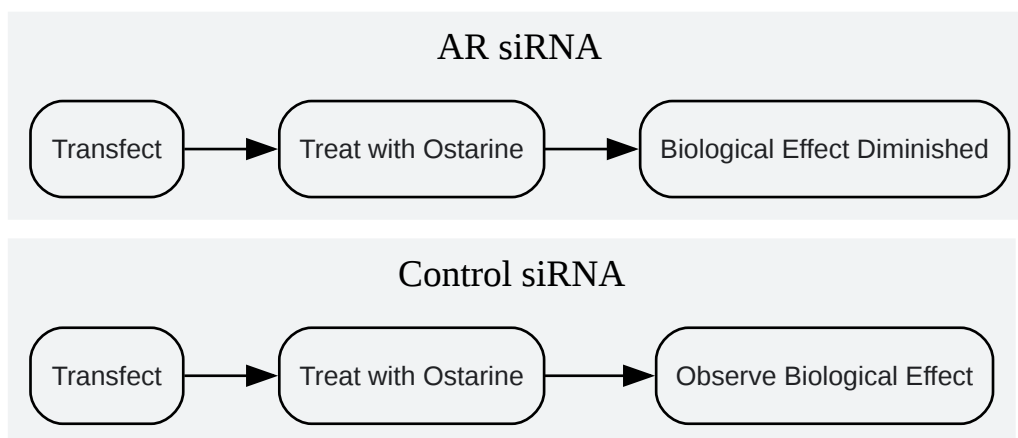 AR siRNA
Transfect
Treat with Ostarine
Biological Effect Diminished
Control siRNA
Transfect
Treat with Ostarine
Observe Biological Effect